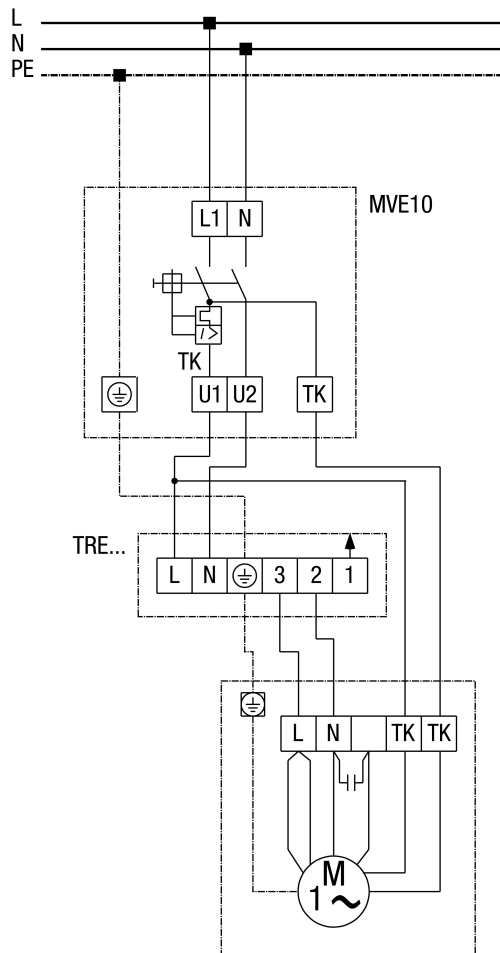 L
N
PE
MVE10
L1 N
I>
TK
U1 U2 TK
TRE...
L N 3 2 1
L N TK TK
M
1~